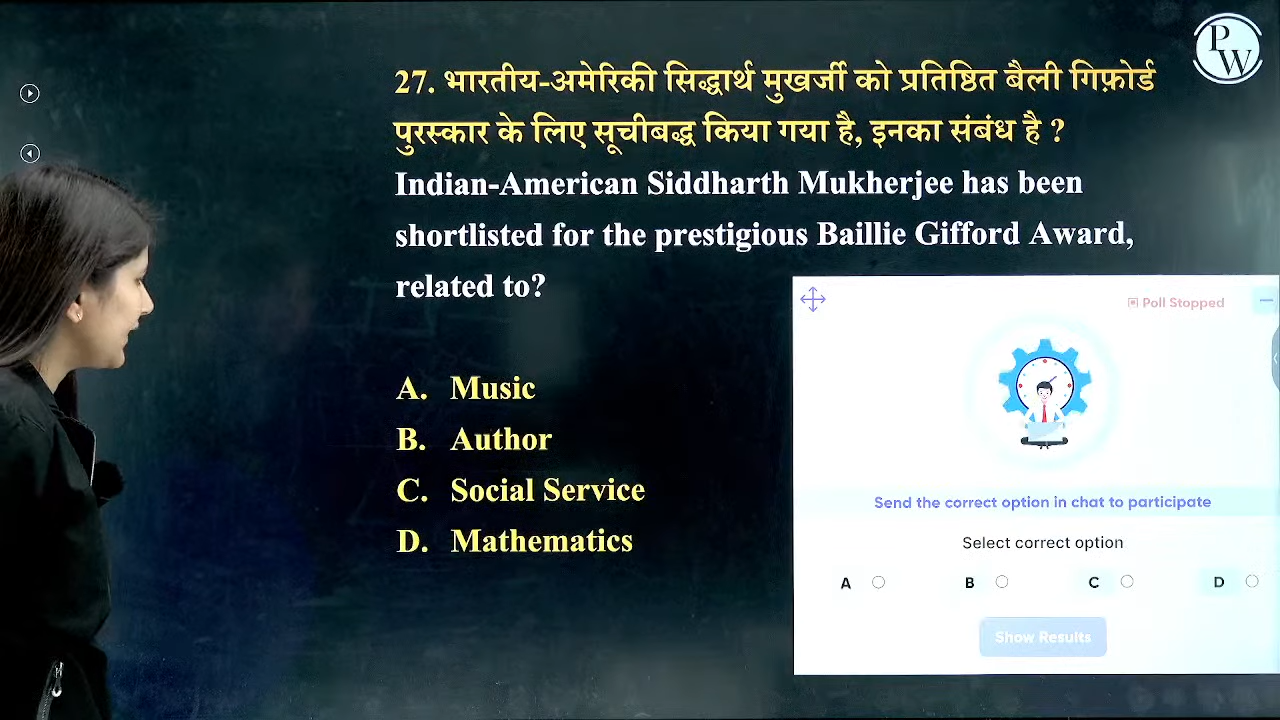 PW
27. भारतीय-अमेरिकी सिद्धार्थ मुखर्जी को प्रतिष्ठित बैली गिफ़ोर्ड
पुरस्कार के लिए सूचीबद्ध किया गया है, इनका संबंध है ?
Indian-American Siddharth Mukherjee has been
shortlisted for the prestigious Baillie Gifford Award,
related to?
A. Music
B. Author
C. Social Service
D. Mathematics
Poll Stopped
Send the correct option in chat to participate
Select correct option
A B C D
Show Results